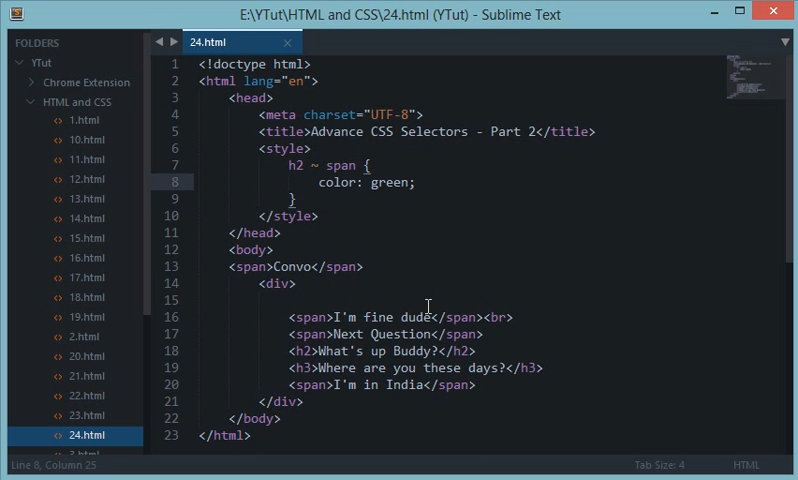 E:\YTut\HTML and CSS\24.html (YTut) - Sublime Text
FOLDERS
YTut
Chrome Extension
HTML and CSS
1.html
10.html
11.html
12.html
13.html
14.html
15.html
16.html
17.html
18.html
19.html
2.html
20.html
21.html
22.html
23.html
24.html
24.html
1 <!doctype html>
2 <html lang="en">
3 <head>
4 <meta charset="UTF-8">
5 <title>Advance CSS Selectors - Part 2</title>
6 <style>
7 h2 ~ span {
8 color: green;
9 }
10 </style>
11 </head>
12 <body>
13 <span>Convo</span>
14 <div>
15
16 <span>I'm fine dude</span><br>
17 <span>Next Question</span>
18 <h2>What's up Buddy?</h2>
19 <h3>Where are you these days?</h3>
20 <span>I'm in India</span>
21 </div>
22 </body>
23 </html>
Line 8, Column 25
Tab Size: 4
HTML